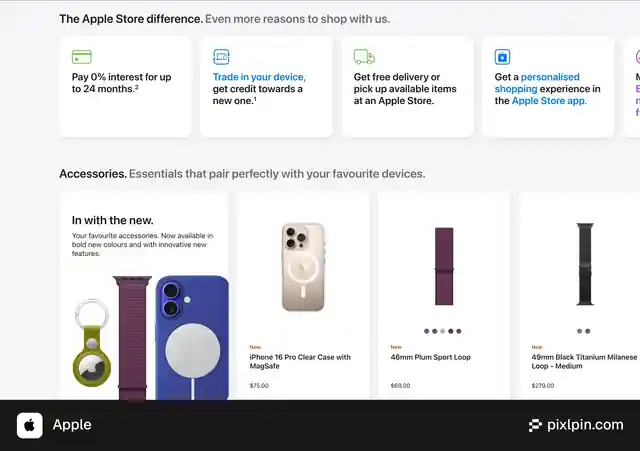 The Apple Store difference. Even more reasons to shop with us.
Pay 0% interest for up
to 24 months.²
Trade in your device,
get credit towards a
new one.¹
Get free delivery or
pick up available items
at an Apple Store.
Get a personalised
shopping experience in
the Apple Store app.
Accessories. Essentials that pair perfectly with your favourite devices.
In with the new.
Your favourite accessories. Now available in
bold new colours and with innovative new
features.
New
iPhone 16 Pro Clear Case with
MagSafe
$75.00
New
46mm Plum Sport Loop
$69.00
New
49mm Black Titanium Milanese
Loop - Medium
$279.00
Apple
pixlpin.com